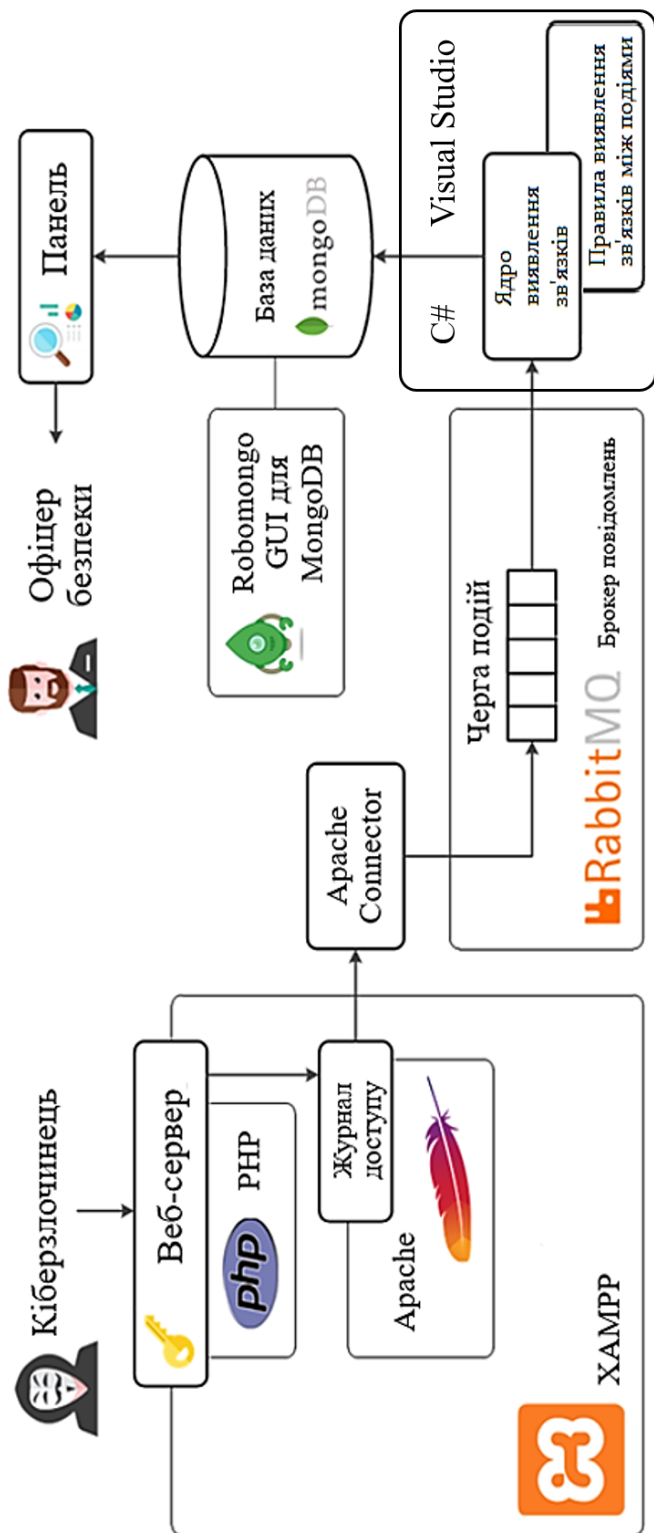 Кіберзлочинець
Веб-сервер
php
PHP
Журнал
доступу
Apache
XAMPP
Apache
Connector
Черга подій
RabbitMQ
Брокер повідомлень
Офіцер
безпеки
Панель
Robomongo
GUI для
MongoDB
База даних
mongoDB
C#
Visual Studio
Ядро
виявлення
зв'язків
Правила виявлення
зв'язків між подіями